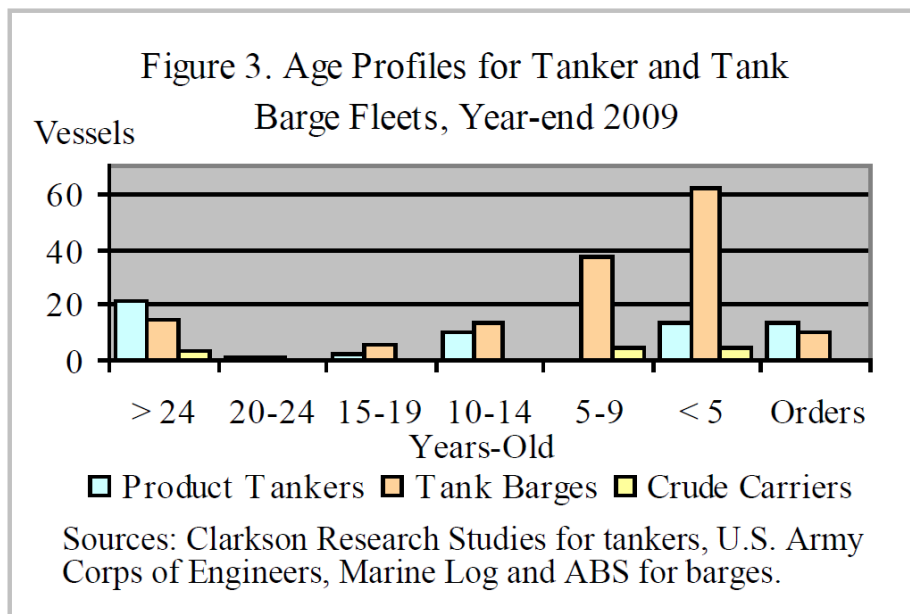 Figure 3. Age Profiles for Tanker and Tank
Barge Fleets, Year-end 2009
Vessels
60
40
20
0
> 24 20-24 15-19 10-14 5-9 < 5 Orders
Years-Old
Product Tankers Tank Barges Crude Carriers
Sources: Clarkson Research Studies for tankers, U.S. Army
Corps of Engineers, Marine Log and ABS for barges.